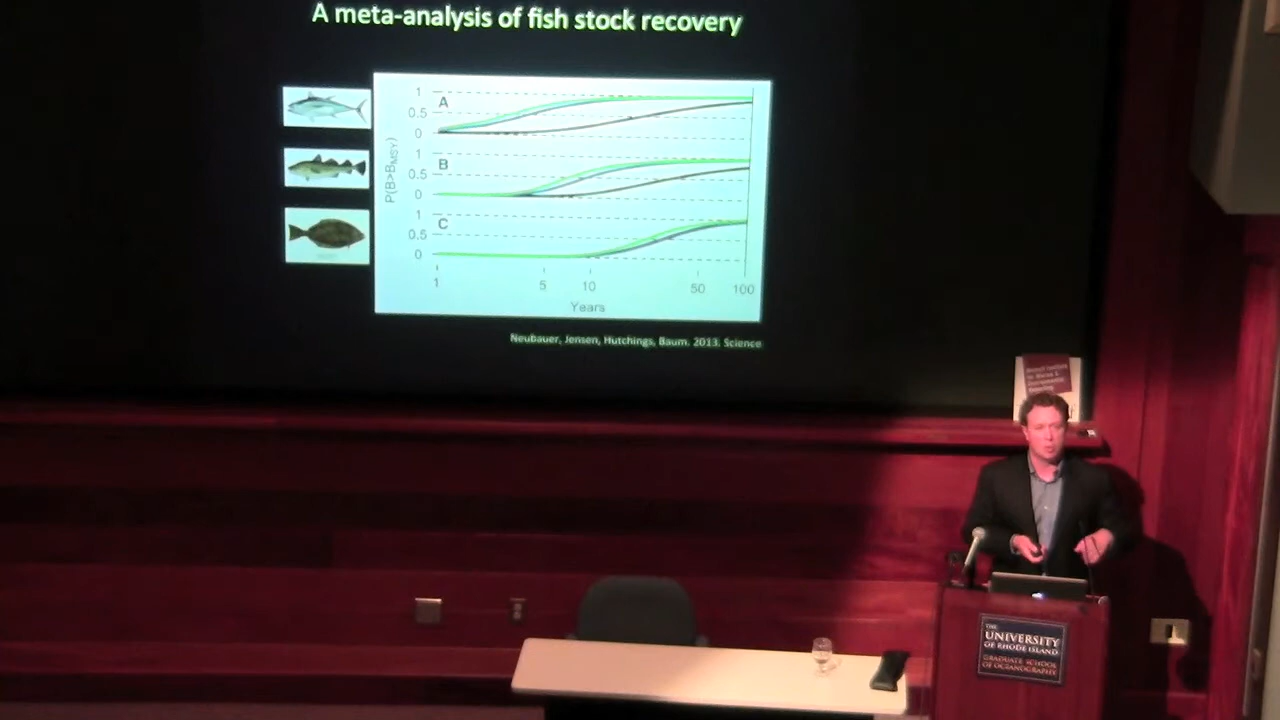 A meta-analysis of fish stock recovery
P(B>BMSY)
1
A
0.5
0
1
B
0.5
0
1
C
0.5
0
1
5
10
50
100
Years
Neubauer, Jensen, Hutchings, Baum. 2013. Science
THE
UNIVERSITY
OF RHODE ISLAND
GRADUATE SCHOOL
OF OCEANOGRAPHY